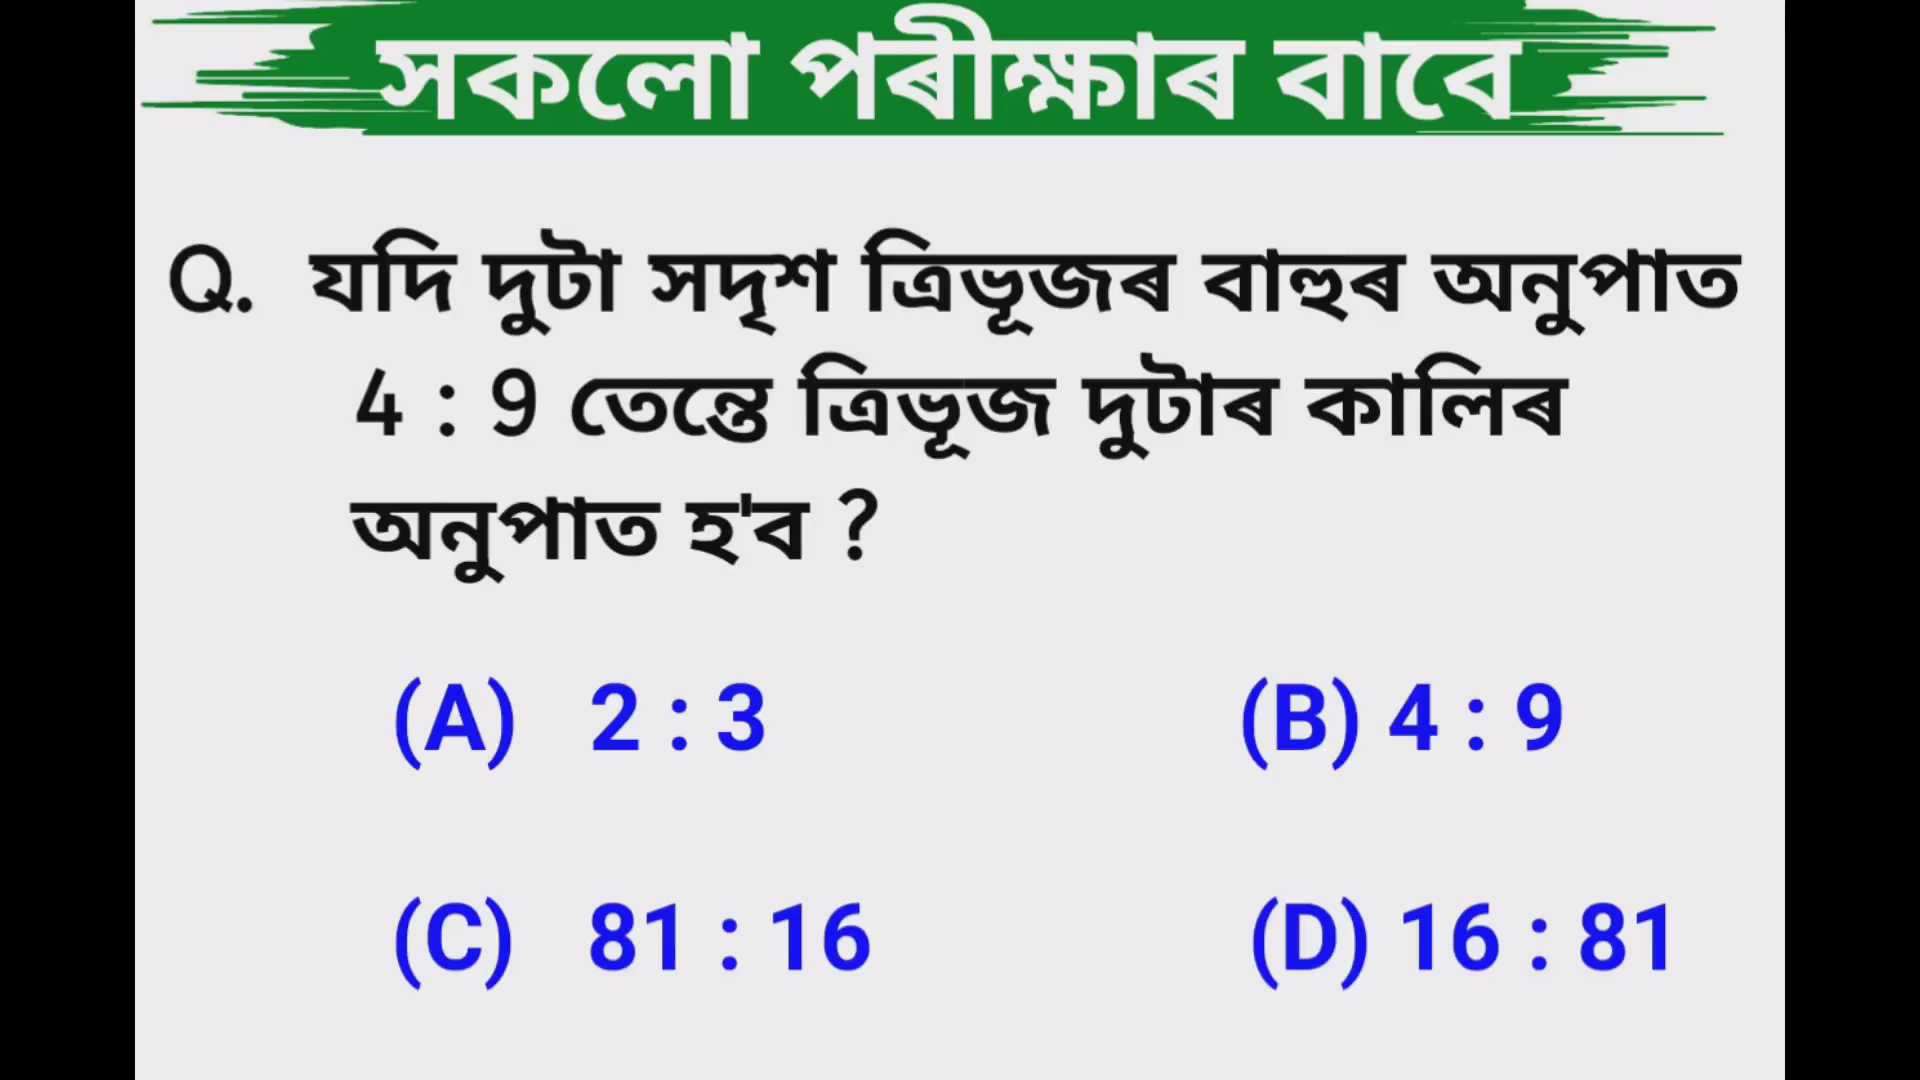 সকলো পৰীক্ষাৰ বাবে
Q. যদি দুটা সদৃশ ত্ৰিভূজৰ বাহুৰ অনুপাত
4 : 9 তেন্তে ত্ৰিভূজ দুটাৰ কালিৰ
অনুপাত হ'ব ?
(A) 2 : 3 (B) 4 : 9
(C) 81 : 16 (D) 16 : 81